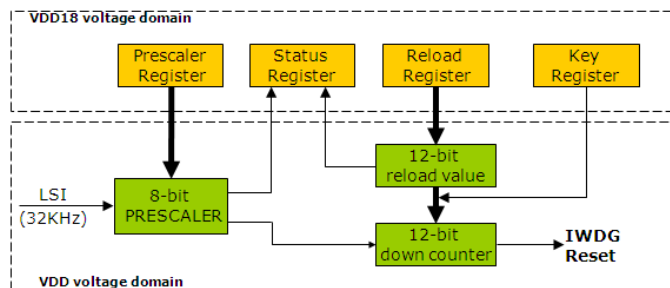 VDD18 voltage domain
Prescaler
Register
Status
Register
Reload
Register
Key
Register
12-bit
reload value
LSI
(32KHz)
8-bit
PRESCALER
12-bit
down counter
IWDG
Reset
VDD voltage domain